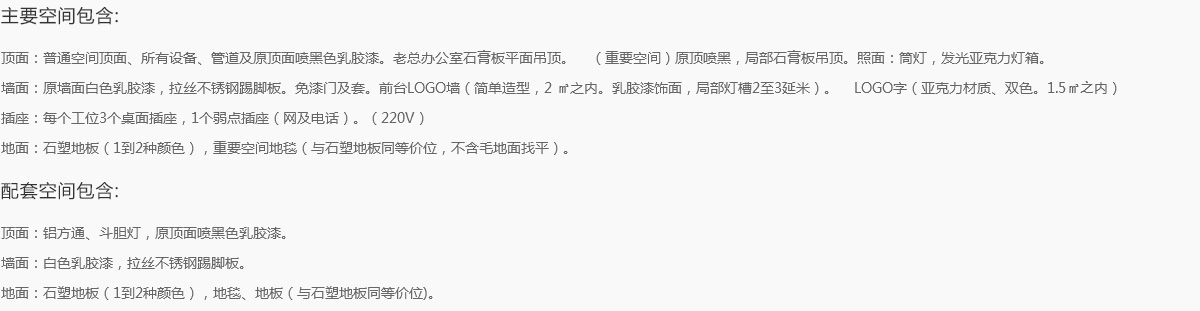 主要空间包含:
顶面：普通空间顶面、所有设备、管道及原顶面喷黑色乳胶漆。老总办公室石膏板平面吊顶。　（重要空间）原顶喷黑，局部石膏板吊顶。照面：筒灯，发光亚克力灯箱。
墙面：原墙面白色乳胶漆，拉丝不锈钢踢脚板。免漆门及套。前台LOGO墙（简单造型，2 ㎡之内。乳胶漆饰面，局部灯槽2至3延米）。　LOGO字（亚克力材质、双色。1.5㎡之内）
插座：每个工位3个桌面插座，1个弱点插座（网及电话）。（220V）
地面：石塑地板（1到2种颜色），重要空间地毯（与石塑地板同等价位，不含毛地面找平）。
配套空间包含:
顶面：铝方通、斗胆灯，原顶面喷黑色乳胶漆。
墙面：白色乳胶漆，拉丝不锈钢踢脚板。
地面：石塑地板（1到2种颜色），地毯、地板（与石塑地板同等价位)。